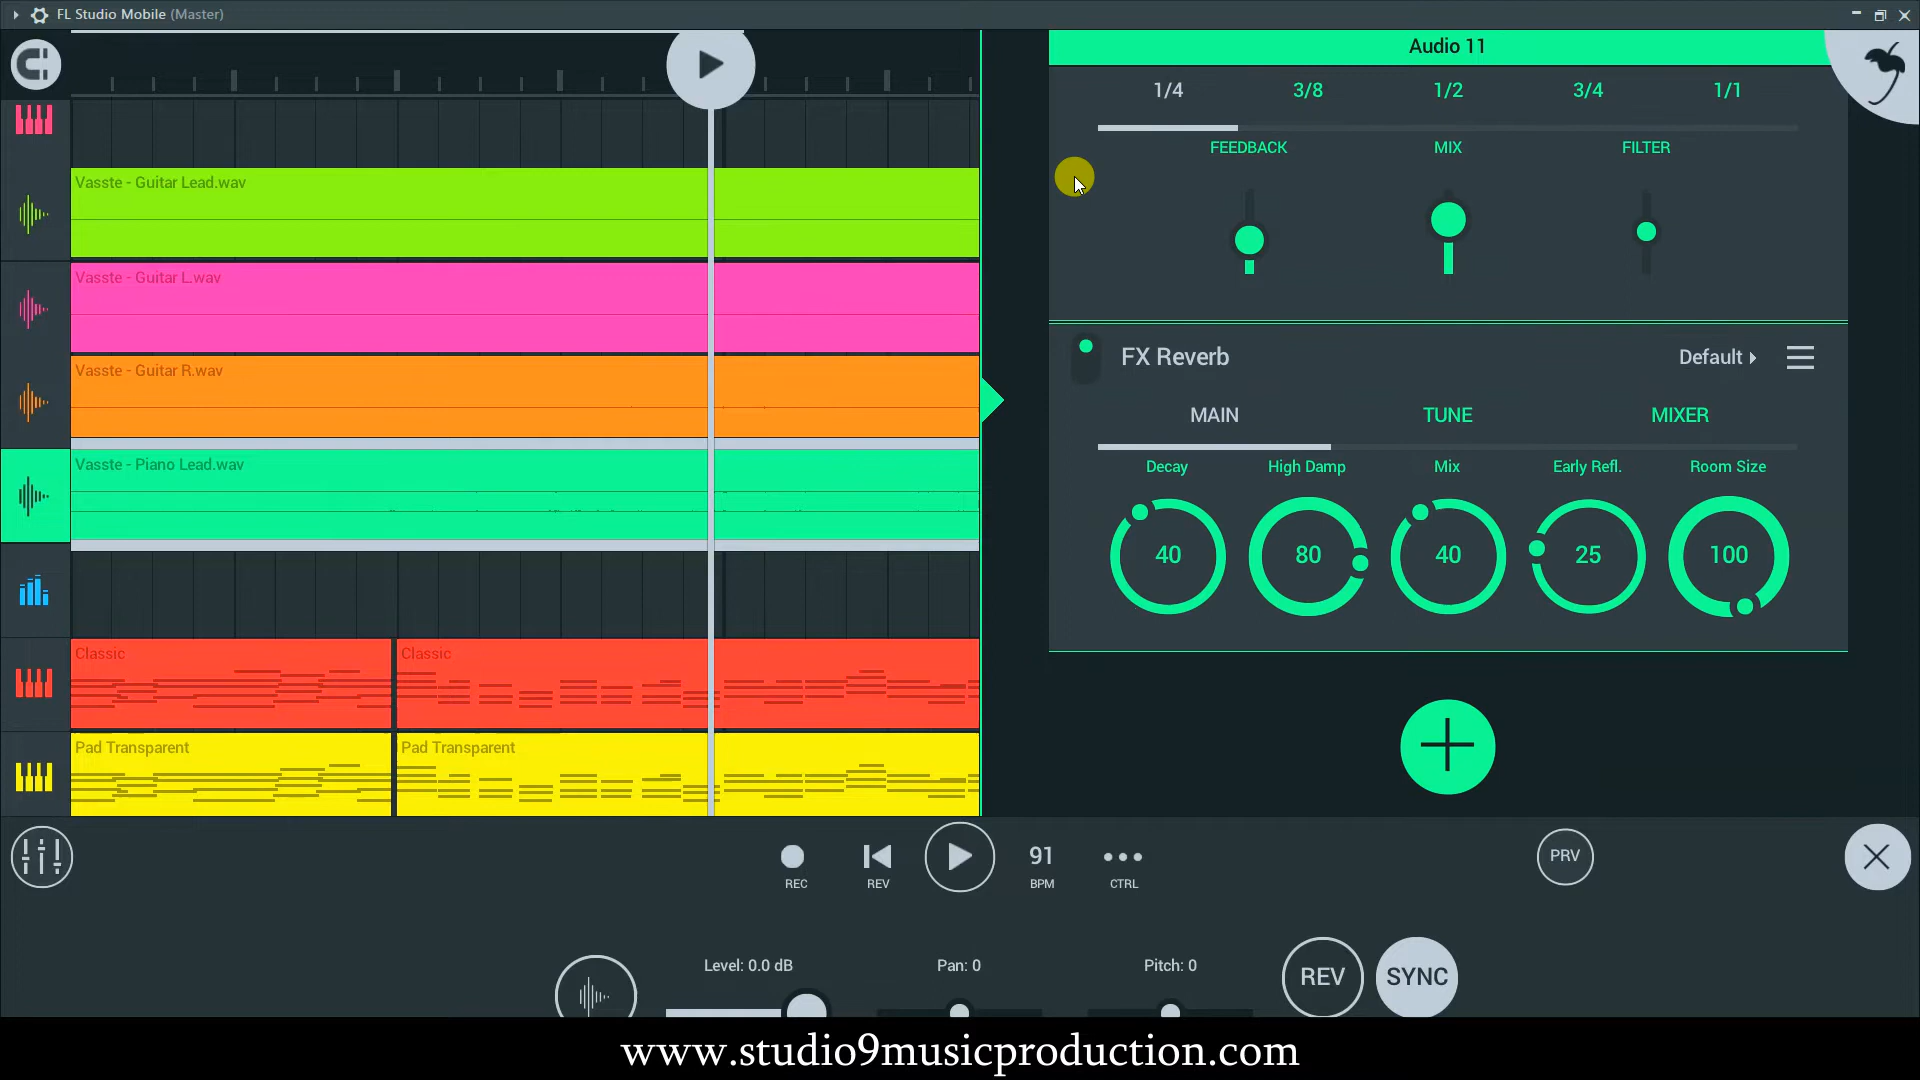 FL Studio Mobile (Master)
Audio 11
1/4 3/8 1/2 3/4 1/1
FEEDBACK MIX FILTER
Vasste - Guitar Lead.wav
Vasste - Guitar L.wav
Vasste - Guitar R.wav
Vasste - Piano Lead.wav
FX Reverb Default
MAIN TUNE MIXER
Decay High Damp Mix Early Refl. Room Size
40 80 40 25 100
Classic Classic
Pad Transparent Pad Transparent
91 PRV
REC REV BPM CTRL
Level: 0.0 dB Pan: 0 Pitch: 0
REV SYNC
www.studio9musicproduction.com